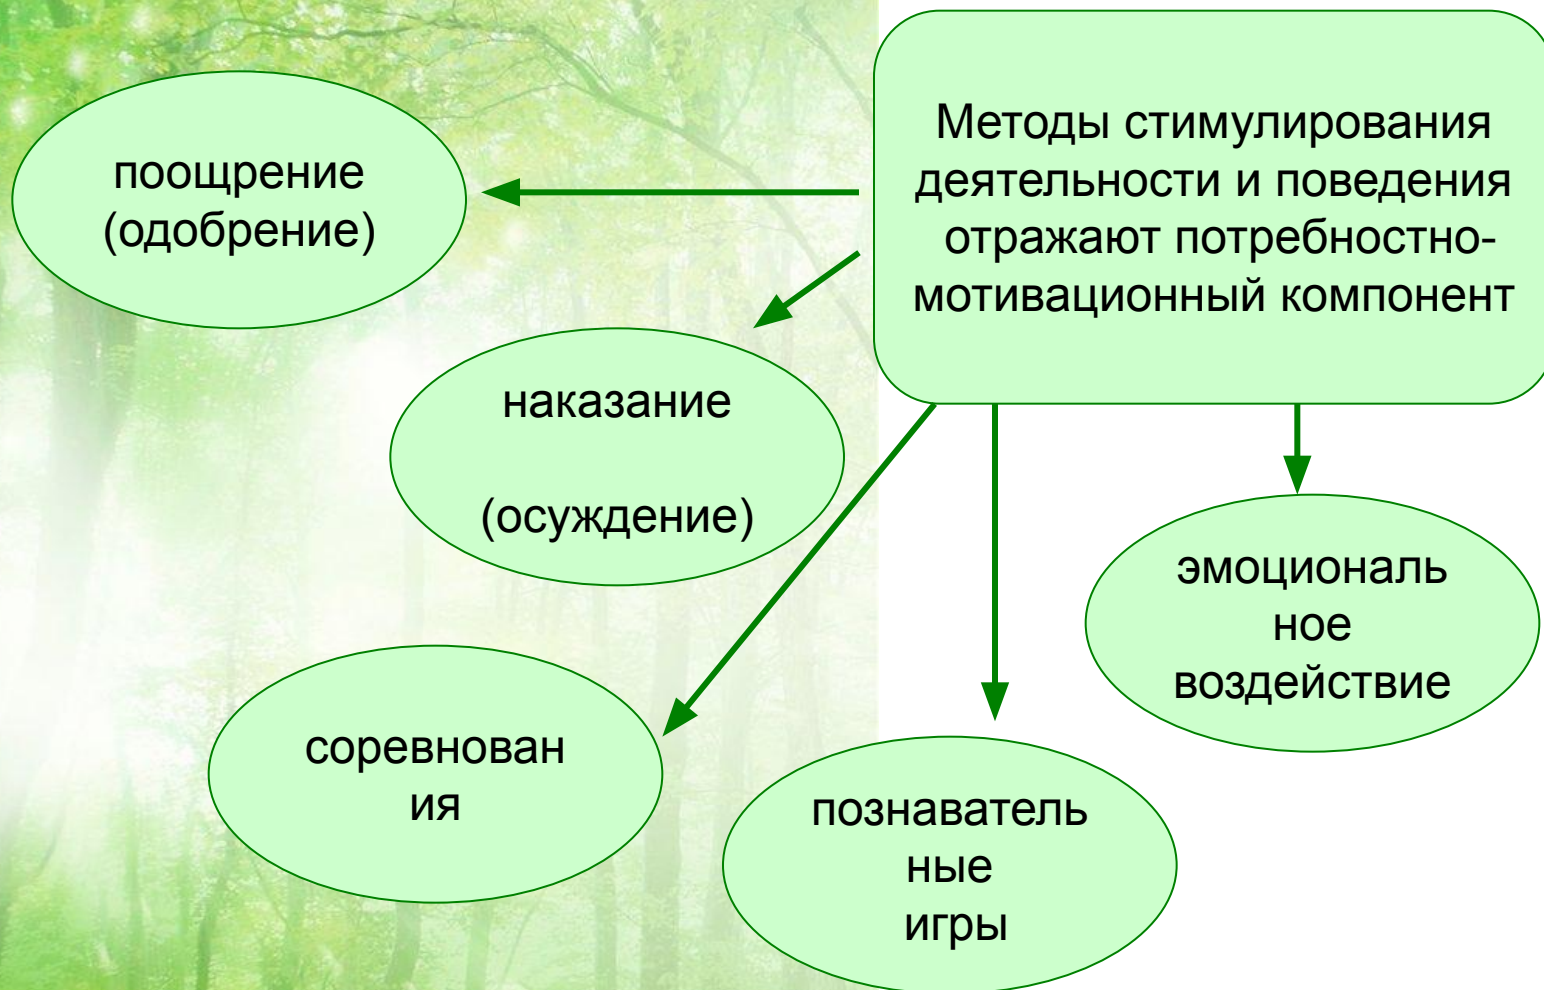 Методы стимулирования
деятельности и поведения
отражают потребностно-
мотивационный компонент
поощрение
(одобрение)
наказание
(осуждение)
соревнован
ия
познаватель
ные
игры
эмоциональ
ное
воздействие